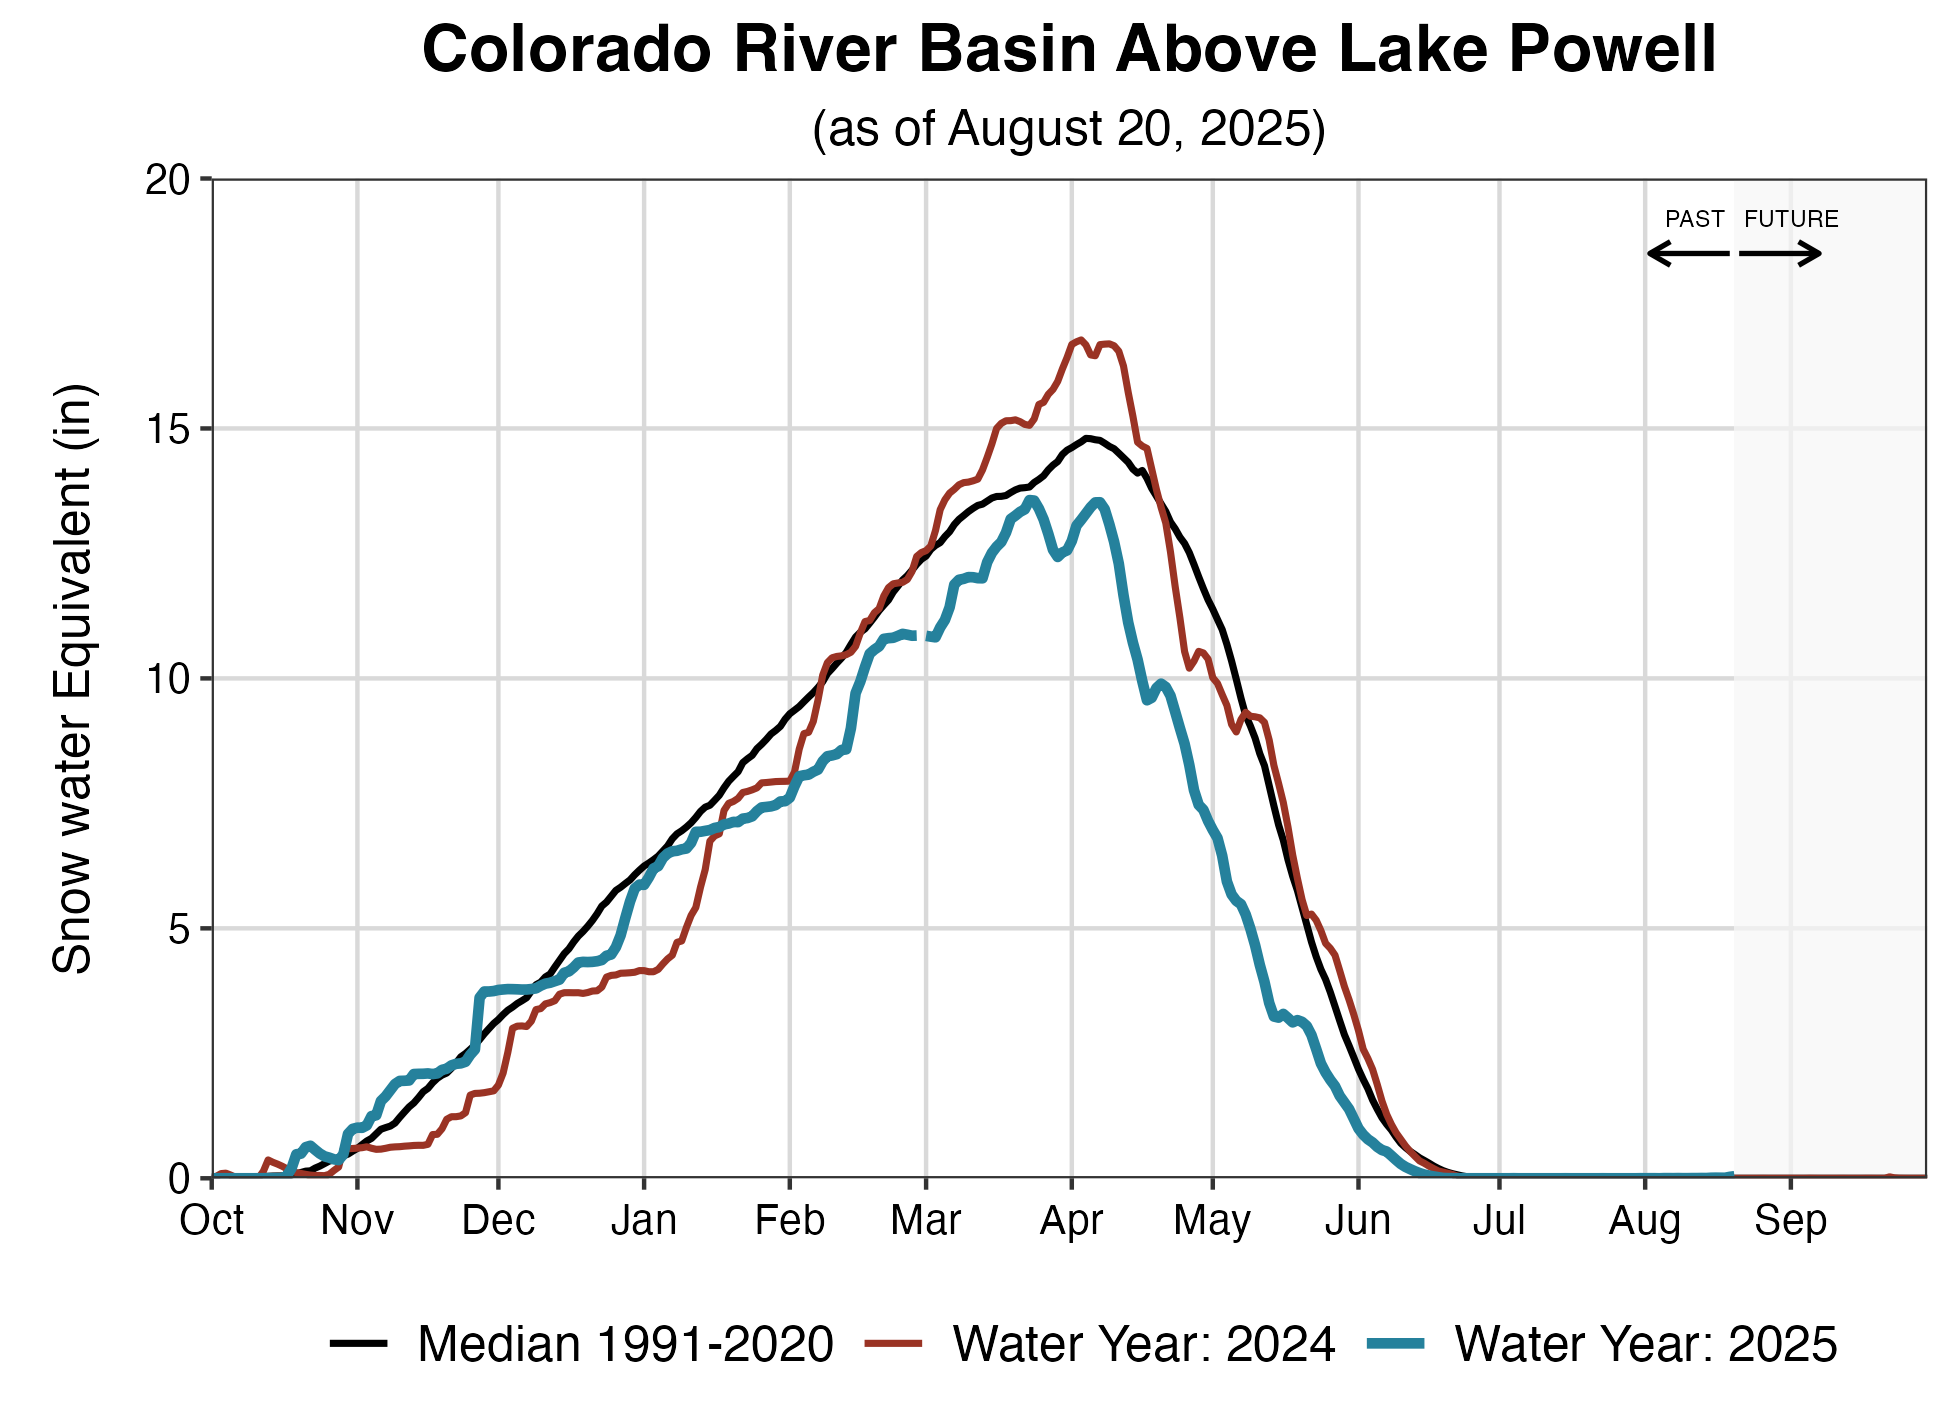 Colorado River Basin Above Lake Powell
(as of August 20, 2025)
20
15
10
5
0
Snow water Equivalent (in)
PAST FUTURE
Oct Nov Dec Jan Feb Mar Apr May Jun Jul Aug Sep
Median 1991-2020 Water Year: 2024 Water Year: 2025